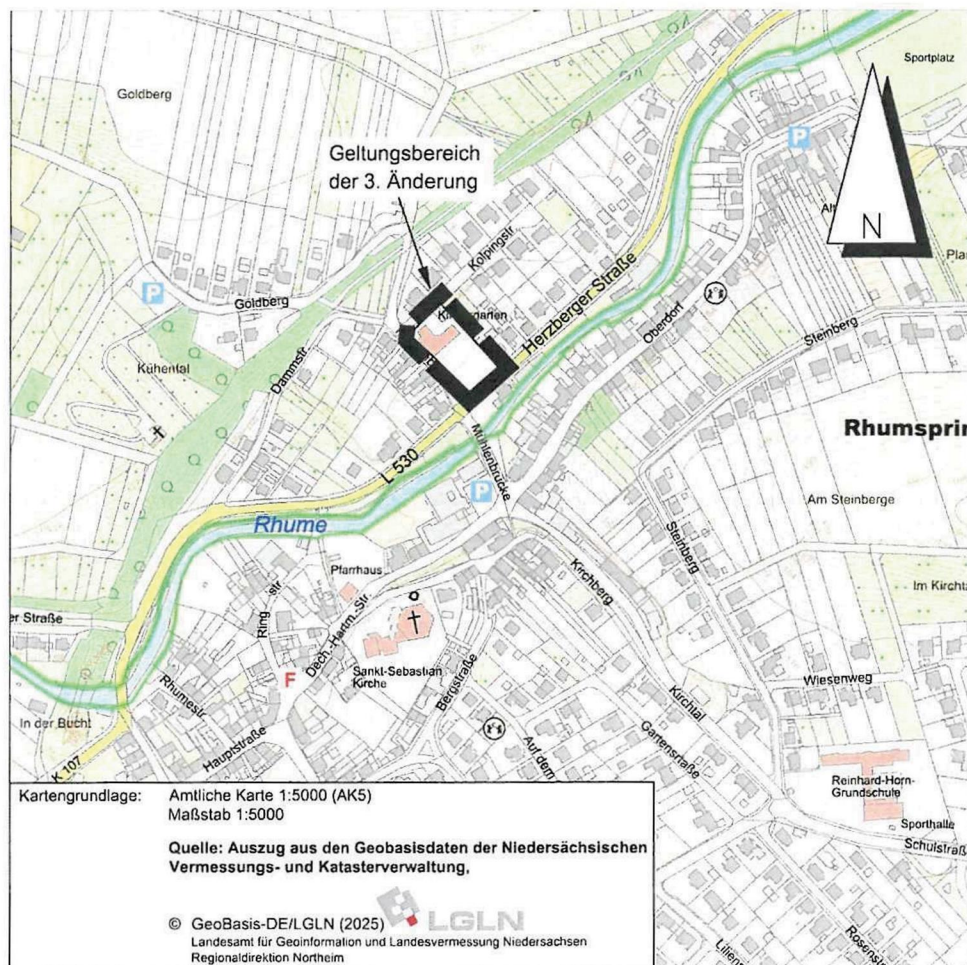 Goldberg
Sportplatz
Geltungsbereich
der 3. Änderung
P
Kolpingstr
N
P
Goldberg
Herzberger Straße
Oberdorf
Steinberg
Kühental
Dammstr
Rhumsprin
L 530
Mühlenbrücke
P
Am Steinberge
Rhume
Steinberg
Pfarrhaus
Kirchberg
Im Kirchta
er Straße
Ring str
Dech.-Hartm.-Str
Sankt-Sebastian
Kirche
F
Bergstraße
Wiesenweg
Rhumestr
Kirchtal
In der Bucht
Hauptstraße
Auf dem
Gartenstraße
K 107
Reinhard-Horn-
Grundschule
Sporthalle
Schulstraß
Kartengrundlage: Amtliche Karte 1:5000 (AK5)
Maßstab 1:5000
Quelle: Auszug aus den Geobasisdaten der Niedersächsischen
Vermessungs- und Katasterverwaltung,
© GeoBasis-DE/LGLN (2025) LGLN
Landesamt für Geoinformation und Landesvermessung Niedersachsen
Regionaldirektion Northeim